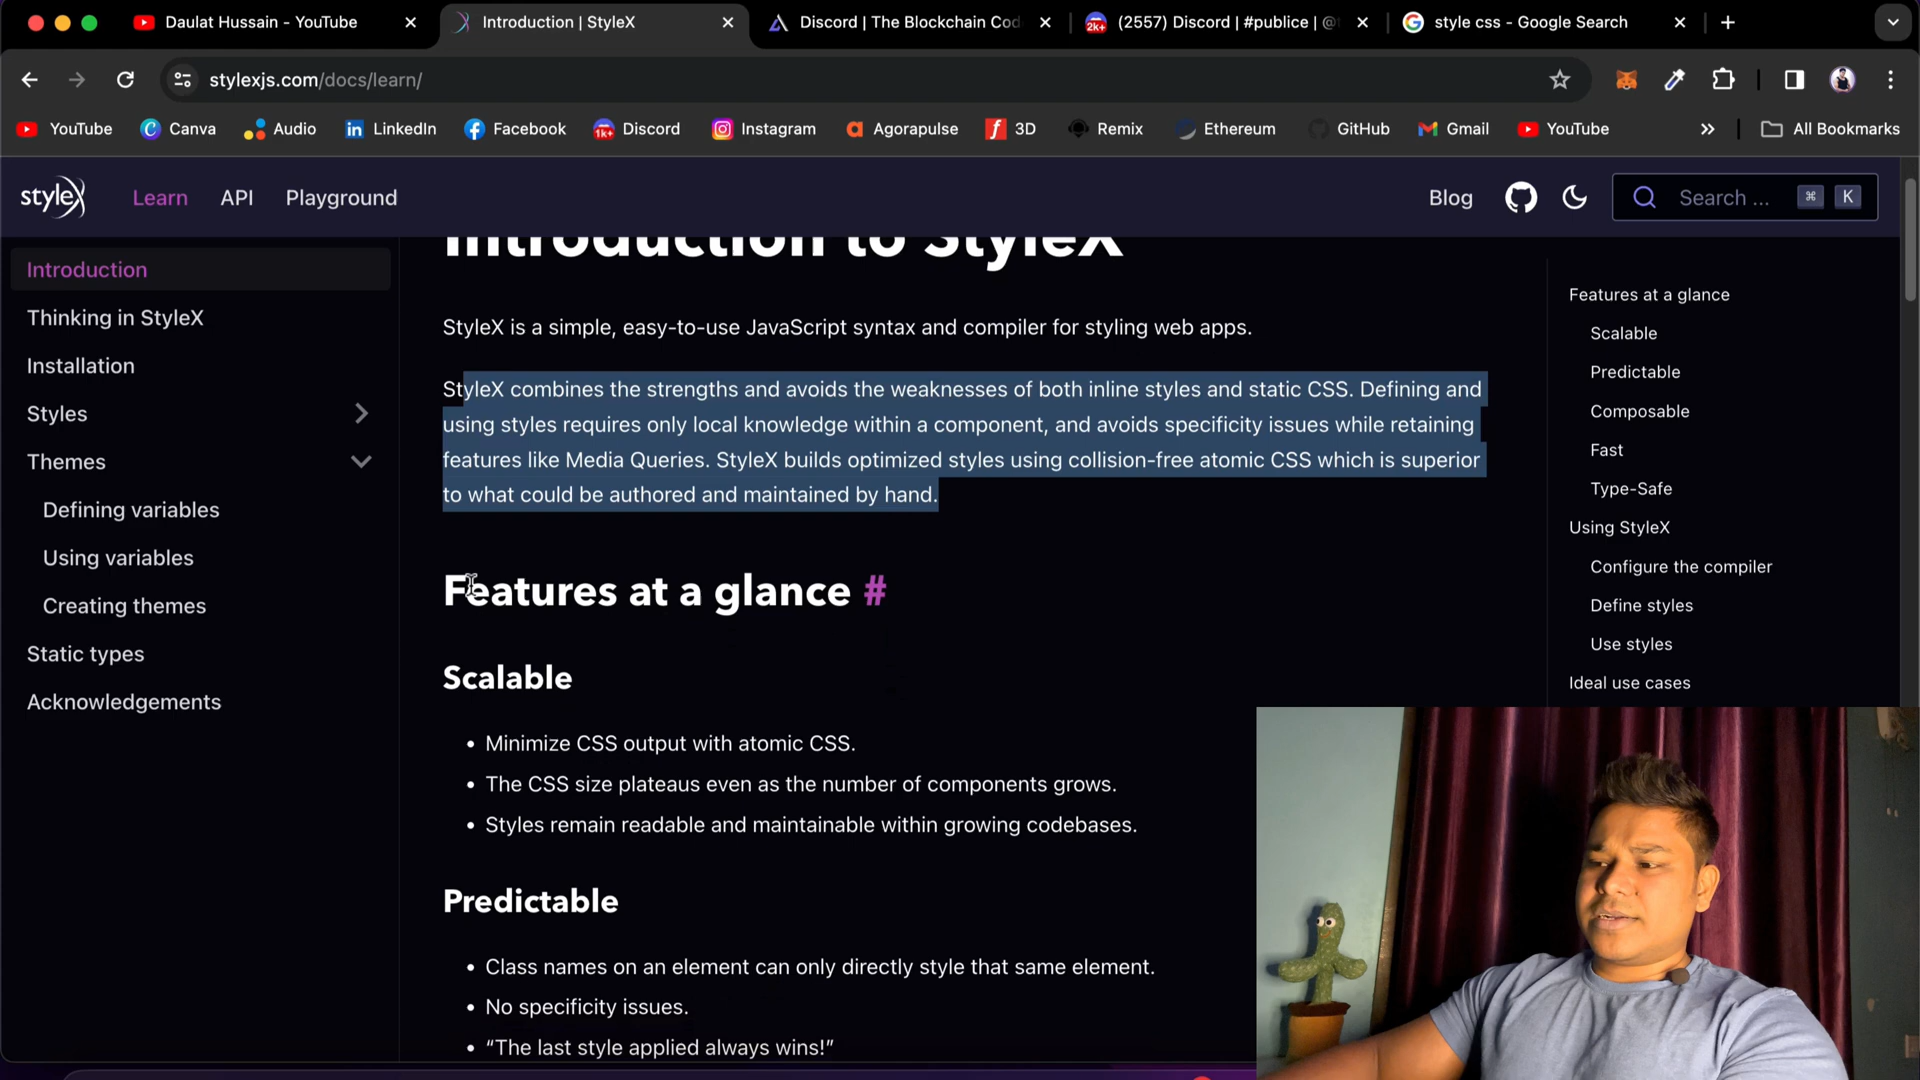 Daulat Hussain - YouTube
Introduction | StyleX
Discord | The Blockchain Cod
(2557) Discord | #publice | @
style css - Google Search
stylexjs.com/docs/learn/
YouTube
Canva
Audio
LinkedIn
Facebook
1k+
Discord
Instagram
Agorapulse
3D
Remix
Ethereum
GitHub
Gmail
YouTube
All Bookmarks
styleX
Learn
API
Playground
Blog
Search ...
⌘ K
Introduction
Thinking in StyleX
Installation
Styles
Themes
Defining variables
Using variables
Creating themes
Static types
Acknowledgements
Introduction to StyleX
StyleX is a simple, easy-to-use JavaScript syntax and compiler for styling web apps.
StyleX combines the strengths and avoids the weaknesses of both inline styles and static CSS. Defining and
using styles requires only local knowledge within a component, and avoids specificity issues while retaining
features like Media Queries. StyleX builds optimized styles using collision-free atomic CSS which is superior
to what could be authored and maintained by hand.
Features at a glance #
Scalable
• Minimize CSS output with atomic CSS.
• The CSS size plateaus even as the number of components grows.
• Styles remain readable and maintainable within growing codebases.
Predictable
• Class names on an element can only directly style that same element.
• No specificity issues.
• “The last style applied always wins!”
Features at a glance
Scalable
Predictable
Composable
Fast
Type-Safe
Using StyleX
Configure the compiler
Define styles
Use styles
Ideal use cases